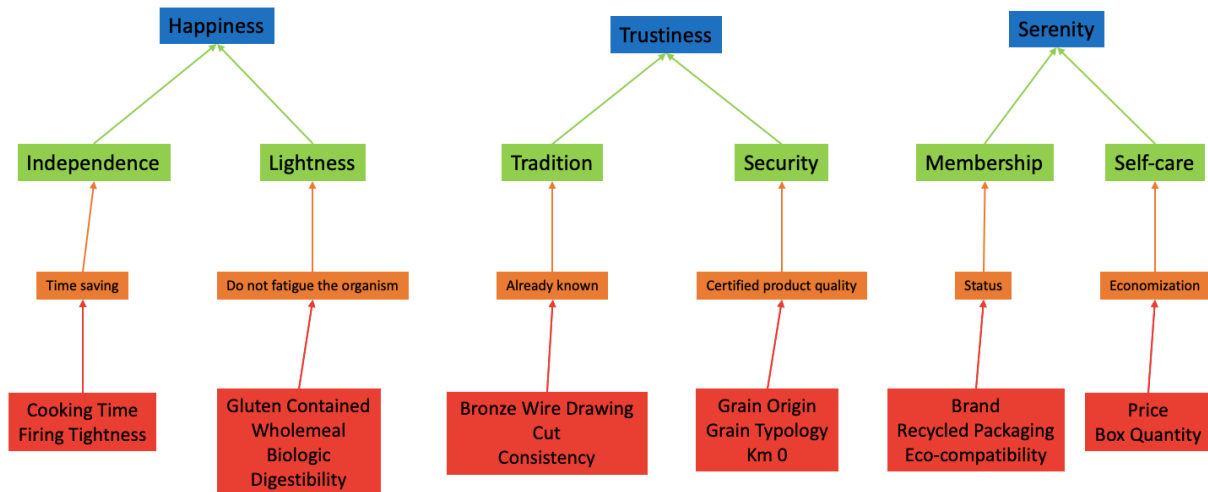 Happiness
Trustiness
Serenity
Independence
Lightness
Tradition
Security
Membership
Self-care
Time saving
Do not fatigue the organism
Already known
Certified product quality
Status
Economization
Cooking Time
Firing Tightness
Gluten Contained
Wholemeal
Biologic
Digestibility
Bronze Wire Drawing
Cut
Consistency
Grain Origin
Grain Typology
Km 0
Brand
Recycled Packaging
Eco-compatibility
Price
Box Quantity